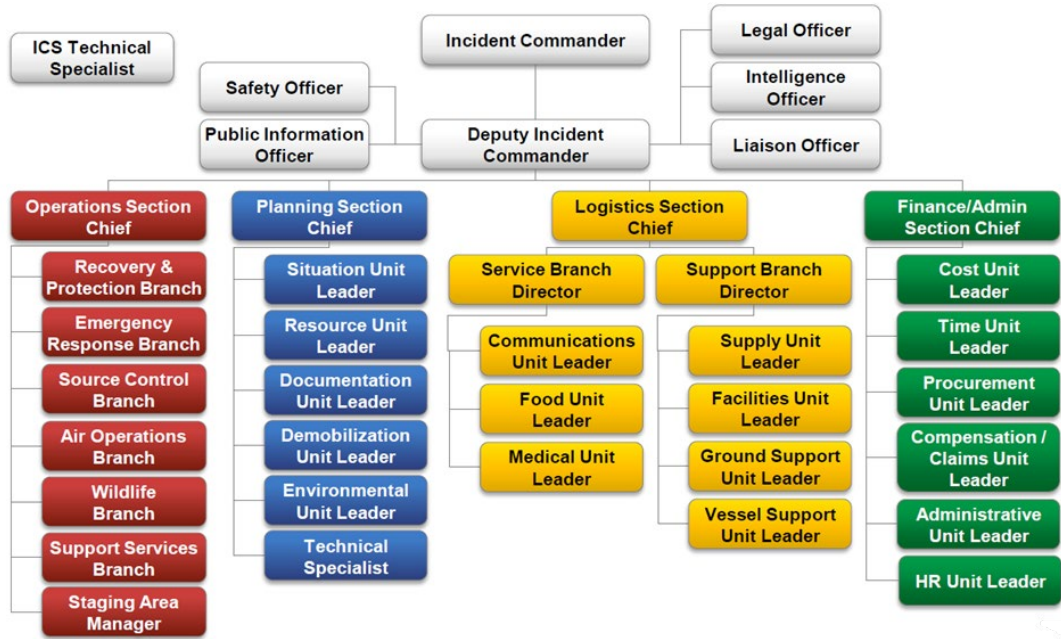 ICS Technical
Specialist
Incident Commander
Legal Officer
Safety Officer
Intelligence
Officer
Public Information
Officer
Deputy Incident
Commander
Liaison Officer
Operations Section
Chief
Recovery &
Protection Branch
Emergency
Response Branch
Source Control
Branch
Air Operations
Branch
Wildlife
Branch
Support Services
Branch
Staging Area
Manager
Planning Section
Chief
Situation Unit
Leader
Resource Unit
Leader
Documentation
Unit Leader
Demobilization
Unit Leader
Environmental
Unit Leader
Technical
Specialist
Logistics Section
Chief
Service Branch
Director
Communications
Unit Leader
Food Unit
Leader
Medical Unit
Leader
Support Branch
Director
Supply Unit
Leader
Facilities Unit
Leader
Ground Support
Unit Leader
Vessel Support
Unit Leader
Finance/Admin
Section Chief
Cost Unit
Leader
Time Unit
Leader
Procurement
Unit Leader
Compensation /
Claims Unit
Leader
Administrative
Unit Leader
HR Unit Leader